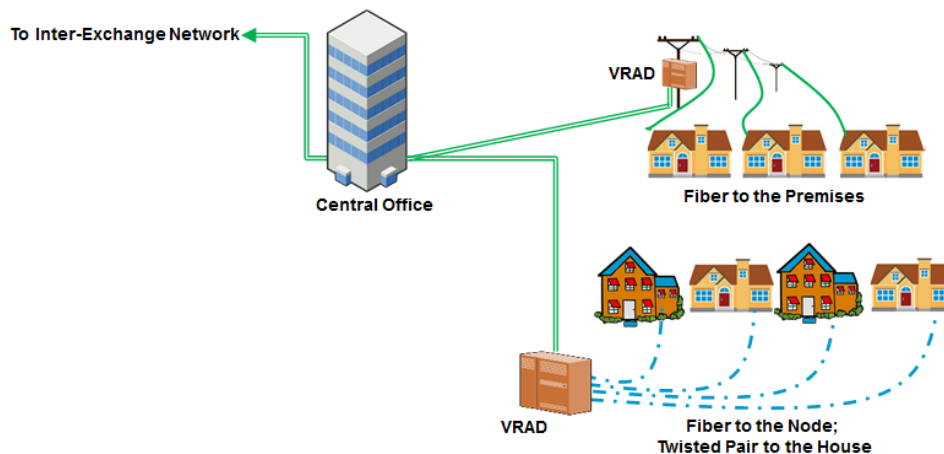 To Inter-Exchange Network
VRAD
Central Office
Fiber to the Premises
VRAD
Fiber to the Node;
Twisted Pair to the House